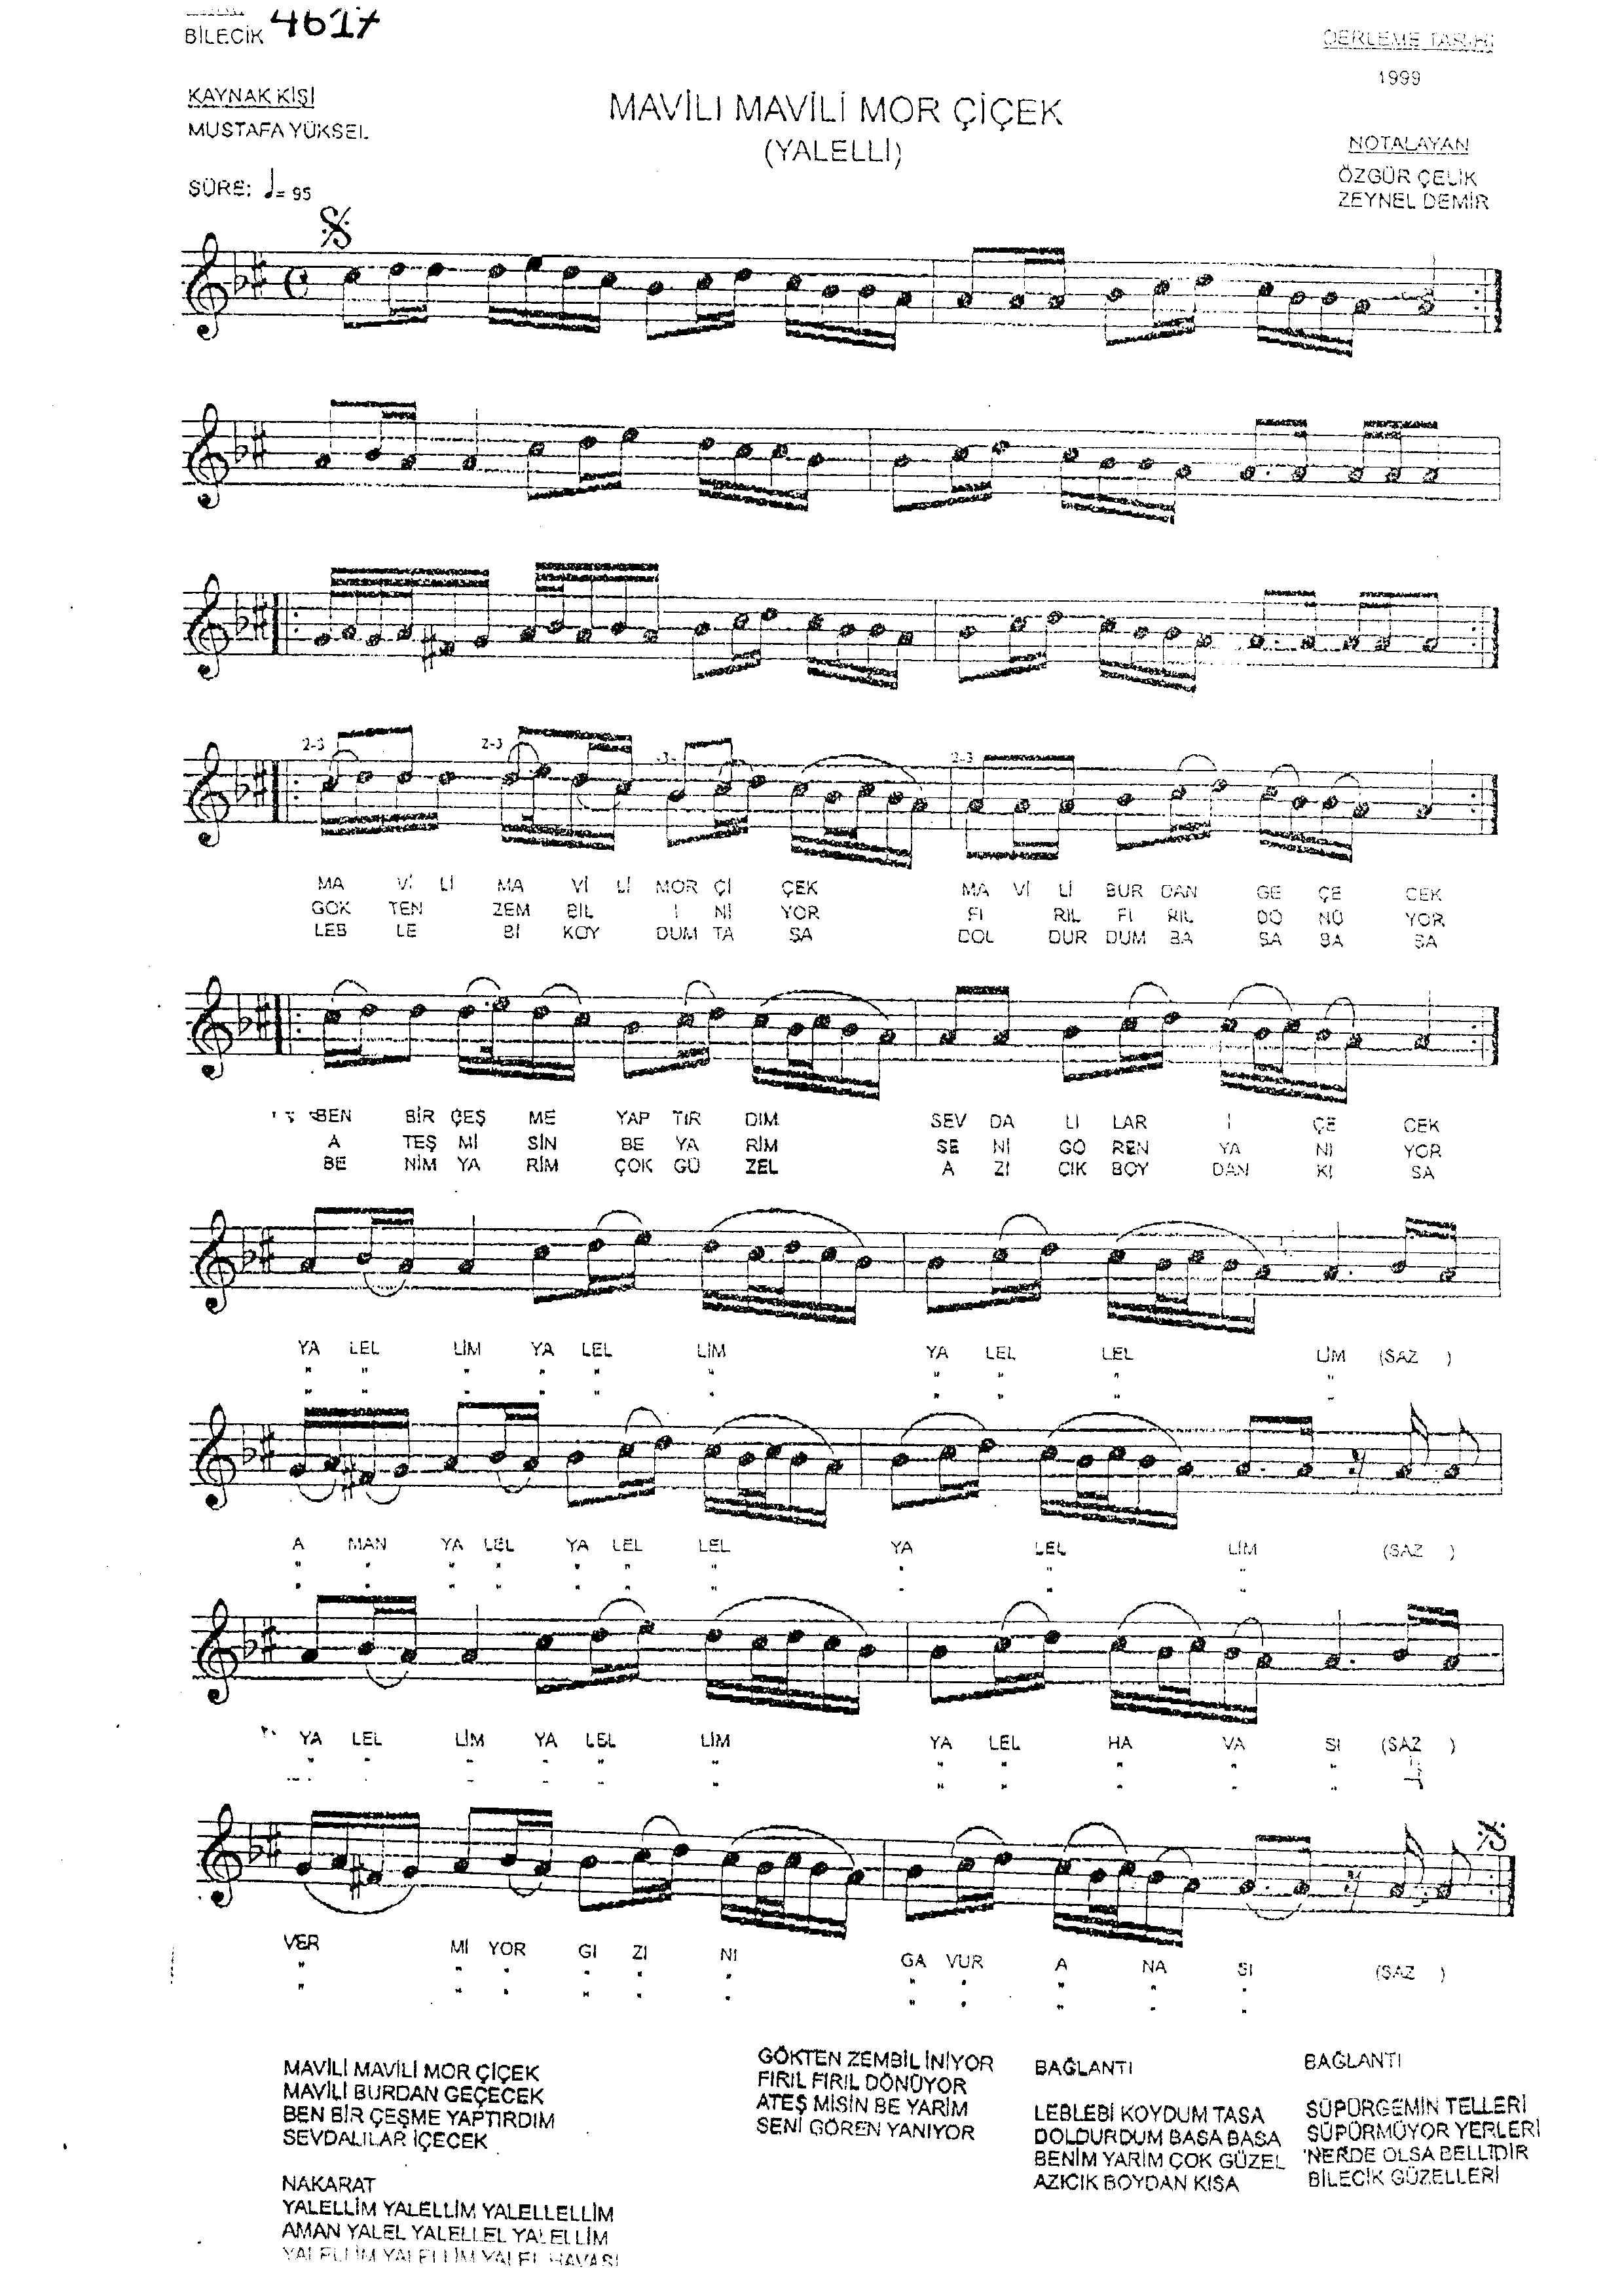 BİLECİK 4617
DERLEME TARİHİ
1999
KAYNAK KİŞİ
MUSTAFA YÜKSEL
MAVİLI MAVİLİ MOR ÇİÇEK
(YALELLİ)
NOTALAYAN
ÖZGÜR ÇELİK
ZEYNEL DEMİR
SÜRE: ♩= 95
2-3 2-3 3 2-3
MA Vİ Lİ MA Vİ Lİ MOR Çİ ÇEK MA Vİ Lİ BUR DAN GE ÇE CEK
GÖK TEN ZEM BİL İ Nİ YOR FI RIL FI RIL DÖ NÜ YOR
LEB LE Bİ KOY DUM TA SA DOL DUR DUM BA SA BA SA
BEN BİR ÇEŞ ME YAP TIR DIM SEV DA LI LAR İ ÇE CEK
A TEŞ Mİ SİN BE YA RİM SE Nİ GÖ REN YA NI YOR
BE NİM YA RİM ÇOK GÜ ZEL A ZI CIK BOY DAN KI SA
YA LEL LİM YA LEL LİM YA LEL LEL LİM (SAZ )
A MAN YA LEL YA LEL LEL YA LEL LİM (SAZ )
YA LEL LİM YA LEL LİM YA LEL HA VA SI (SAZ )
VER Mİ YOR GI ZI NI GA VUR A NA SI (SAZ )
MAVİLİ MAVİLİ MOR ÇİÇEK
MAVİLİ BURDAN GEÇECEK
BEN BİR ÇEŞME YAPTIRDIM
SEVDALILAR İÇECEK
NAKARAT
YALELLİM YALELLİM YALELLELLİM
AMAN YALEL YALELLEL YALELLİM
YALELLİM YALELLİM YALEL HAVASI
GÖKTEN ZEMBİL İNİYOR
FIRIL FIRIL DÖNÜYOR
ATEŞ MİSİN BE YARİM
SENİ GÖREN YANIYOR
BAĞLANTI
LEBLEBİ KOYDUM TASA
DOLDURDUM BASA BASA
BENİM YARİM ÇOK GÜZEL
AZICIK BOYDAN KISA
BAĞLANTI
SÜPÜRGEMİN TELLERİ
SÜPÜRMÜYOR YERLERİ
NERDE OLSA BELLİDİR
BİLECİK GÜZELLERİ